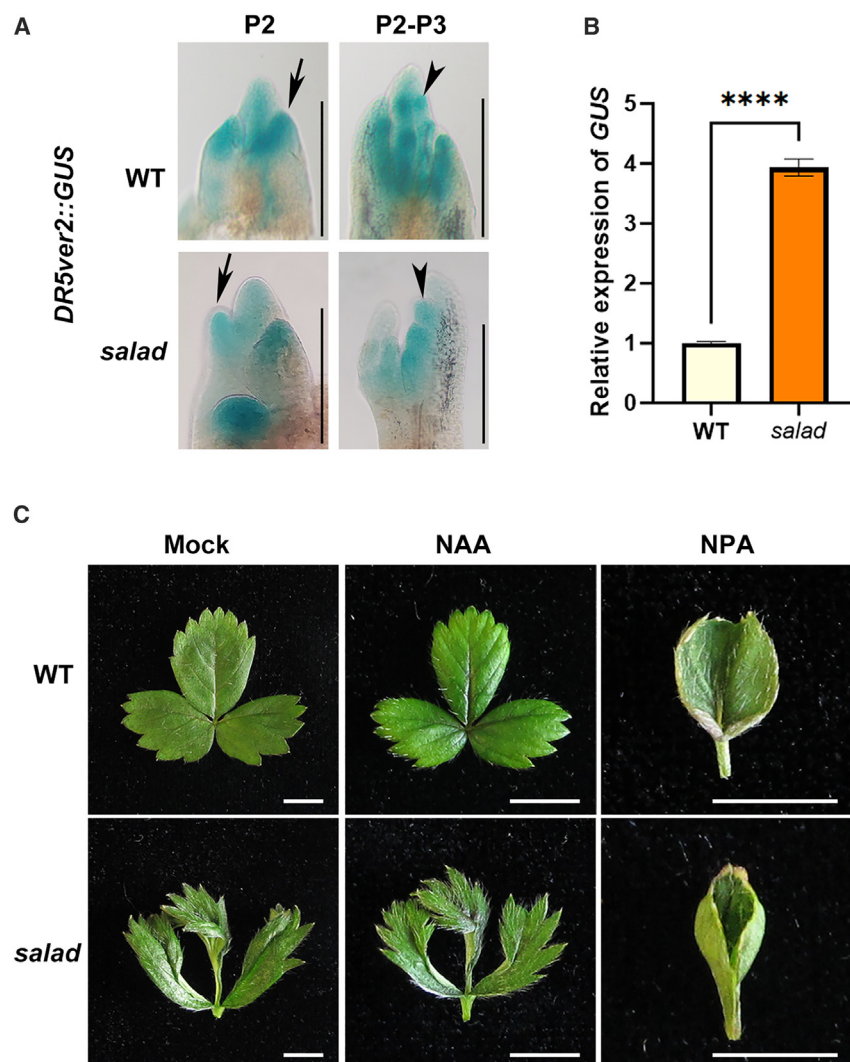 A
P2
P2-P3
DR5ver2::GUS
WT
salad
B
Relative expression of GUS
5
4
3
2
1
0
****
WT
salad
C
Mock
NAA
NPA
WT
salad